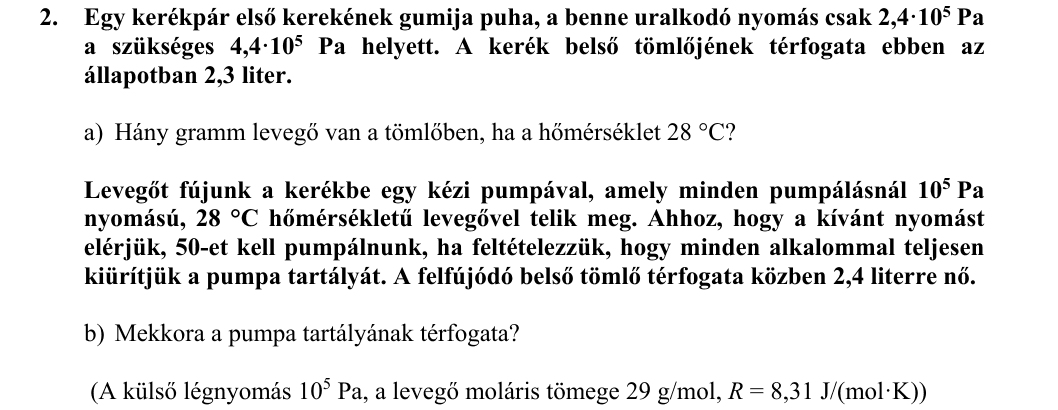 2. Egy kerékpár első kerekének gumija puha, a benne uralkodó nyomás csak 2,4·10⁵ Pa
a szükséges 4,4·10⁵ Pa helyett. A kerék belső tömlőjének térfogata ebben az
állapotban 2,3 liter.
a) Hány gramm levegő van a tömlőben, ha a hőmérséklet 28 °C?
Levegőt fújunk a kerékbe egy kézi pumpával, amely minden pumpálásnál 10⁵ Pa
nyomású, 28 °C hőmérsékletű levegővel telik meg. Ahhoz, hogy a kívánt nyomást
elérjük, 50-et kell pumpálnunk, ha feltételezzük, hogy minden alkalommal teljesen
kiürítjük a pumpa tartályát. A felfújódó belső tömlő térfogata közben 2,4 literre nő.
b) Mekkora a pumpa tartályának térfogata?
(A külső légnyomás 10⁵ Pa, a levegő moláris tömege 29 g/mol, R = 8,31 J/(mol·K))